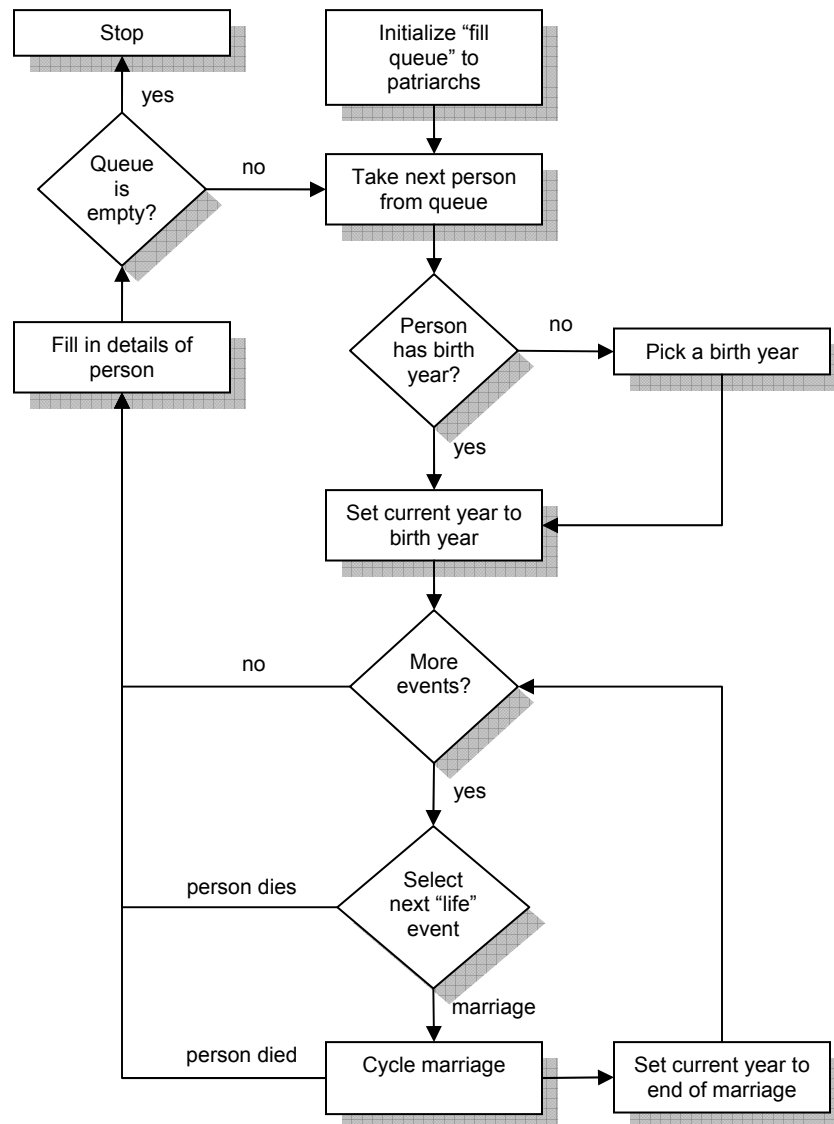 Stop
Initialize “fill
queue” to
patriarchs
yes
Queue
is
empty?
no
Take next person
from queue
Fill in details of
person
Person
has birth
year?
no
Pick a birth year
yes
Set current year to
birth year
no
More
events?
yes
person dies
Select
next “life”
event
marriage
person died
Cycle marriage
Set current year to
end of marriage